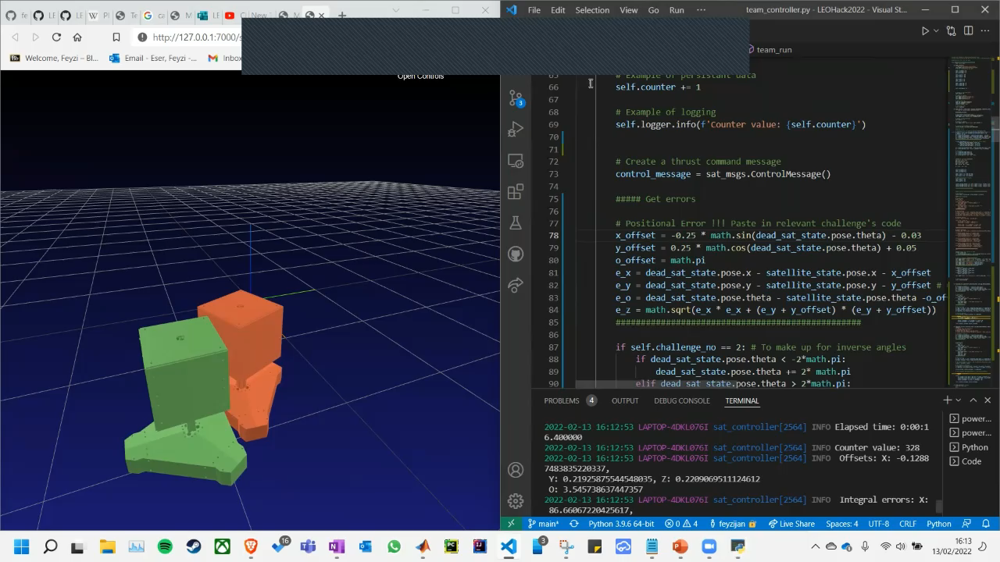 File Edit Selection View Go Run ··· team_controller.py - LEOHack2022 - Visual St...
http://127.0.0.1:7000/s
team_run
Welcome, Feyzi – Bl...
Email - Eser, Feyzi -...
Inbox
Open Controls
65 # Example of persistant data
66 self.counter += 1
67
68 # Example of logging
69 self.logger.info(f'Counter value: {self.counter}')
70
71
72 # Create a thrust command message
73 control_message = sat_msgs.ControlMessage()
74
75 ##### Get errors
76
77 # Positional Error !!! Paste in relevant challenge's code
78 x_offset = -0.25 * math.sin(dead_sat_state.pose.theta)
79 y_offset = 0.25 * math.cos(dead_sat_state.pose.theta) + 0.05
80 o_offset = math.pi
81 e_x = dead_sat_state.pose.x - satellite_state.pose.x - x_offset
82 e_y = dead_sat_state.pose.y - satellite_state.pose.y - y_offset #
83 e_o = dead_sat_state.pose.theta - satellite_state.pose.theta -o_off
84 math.sqrt(e_x * e_x + (e_y + y_offset) * (e_y + y_offset))
85
86
87 if self.challenge_no == 2: # To make up for inverse angles
88 if dead_sat_state.pose.theta < -2*math.pi:
89 dead_sat_state.pose.theta += 2* math.pi
90 if dead_sat_state.pose.theta > 2*math.pi:
3
PROBLEMS 4 OUTPUT DEBUG CONSOLE TERMINAL
2022-02-13 16:12:53 LAPTOP-4DKL076I sat_controller[2564] INFO Elapsed time: 0:00:1
6.400000
2022-02-13 16:12:53 LAPTOP-4DKL076I sat_controller[2564] INFO Counter value: 328
2022-02-13 16:12:53 LAPTOP-4DKL076I sat_controller[2564] INFO Offsets: X: -0.1288
7483835220337,
Y: 0.21925875544548035, Z: 0.2209069511124612
O: 3.545738637447357
2022-02-13 16:12:53 LAPTOP-4DKL076I sat_controller[2564] INFO Integral errors: X:
86.66067220425617,
power...
power...
Python
Code
main* Python 3.9.6 64-bit 0 4 feyzijan Live Share Spaces: 4 UTF-8 CRLF Python
16
3
16:13
13/02/2022